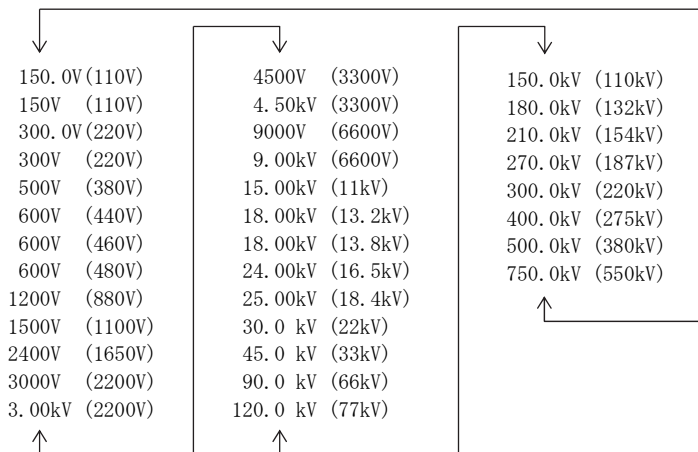 150.0V(110V)
150V (110V)
300.0V(220V)
300V (220V)
500V (380V)
600V (440V)
600V (460V)
600V (480V)
1200V (880V)
1500V (1100V)
2400V (1650V)
3000V (2200V)
3.00kV (2200V)
4500V (3300V)
4.50kV (3300V)
9000V (6600V)
9.00kV (6600V)
15.00kV (11kV)
18.00kV (13.2kV)
18.00kV (13.8kV)
24.00kV (16.5kV)
25.00kV (18.4kV)
30.0 kV (22kV)
45.0 kV (33kV)
90.0 kV (66kV)
120.0 kV (77kV)
150.0kV (110kV)
180.0kV (132kV)
210.0kV (154kV)
270.0kV (187kV)
300.0kV (220kV)
400.0kV (275kV)
500.0kV (380kV)
750.0kV (550kV)